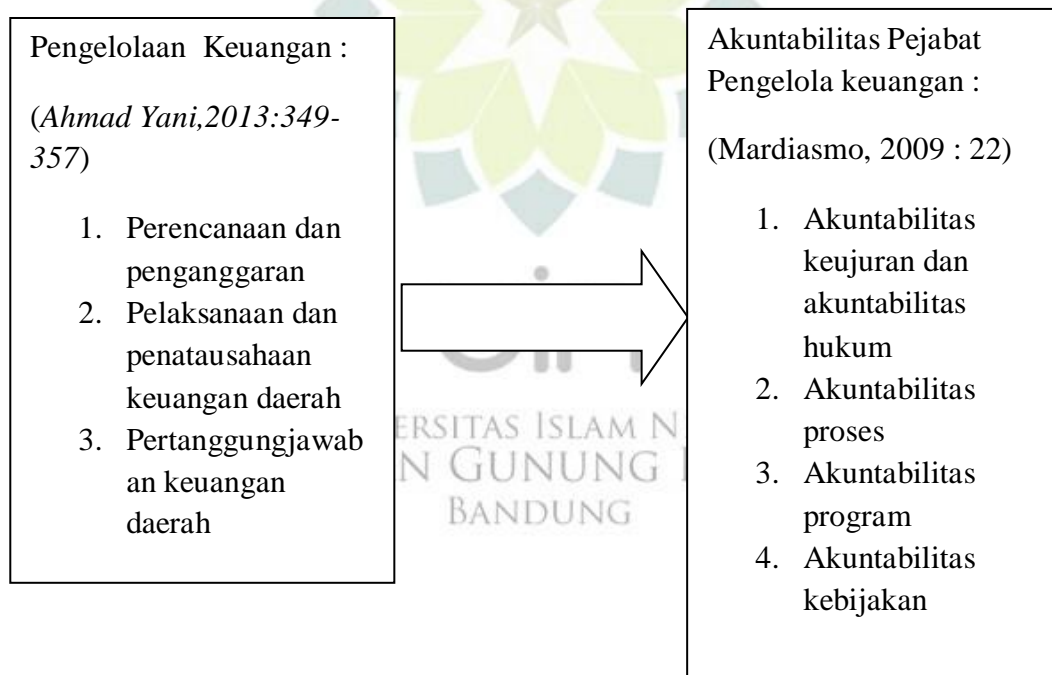 Pengelolaan Keuangan :
(Ahmad Yani,2013:349-
357)
1. Perencanaan dan
penganggaran
2. Pelaksanaan dan
penatausahaan
keuangan daerah
3. Pertanggungjawab
an keuangan
daerah
Akuntabilitas Pejabat
Pengelola keuangan :
(Mardiasmo, 2009 : 22)
1. Akuntabilitas
keujuran dan
akuntabilitas
hukum
2. Akuntabilitas
proses
3. Akuntabilitas
program
4. Akuntabilitas
kebijakan
ERSITAS ISLAM N
N GUNUNG
BANDUNG